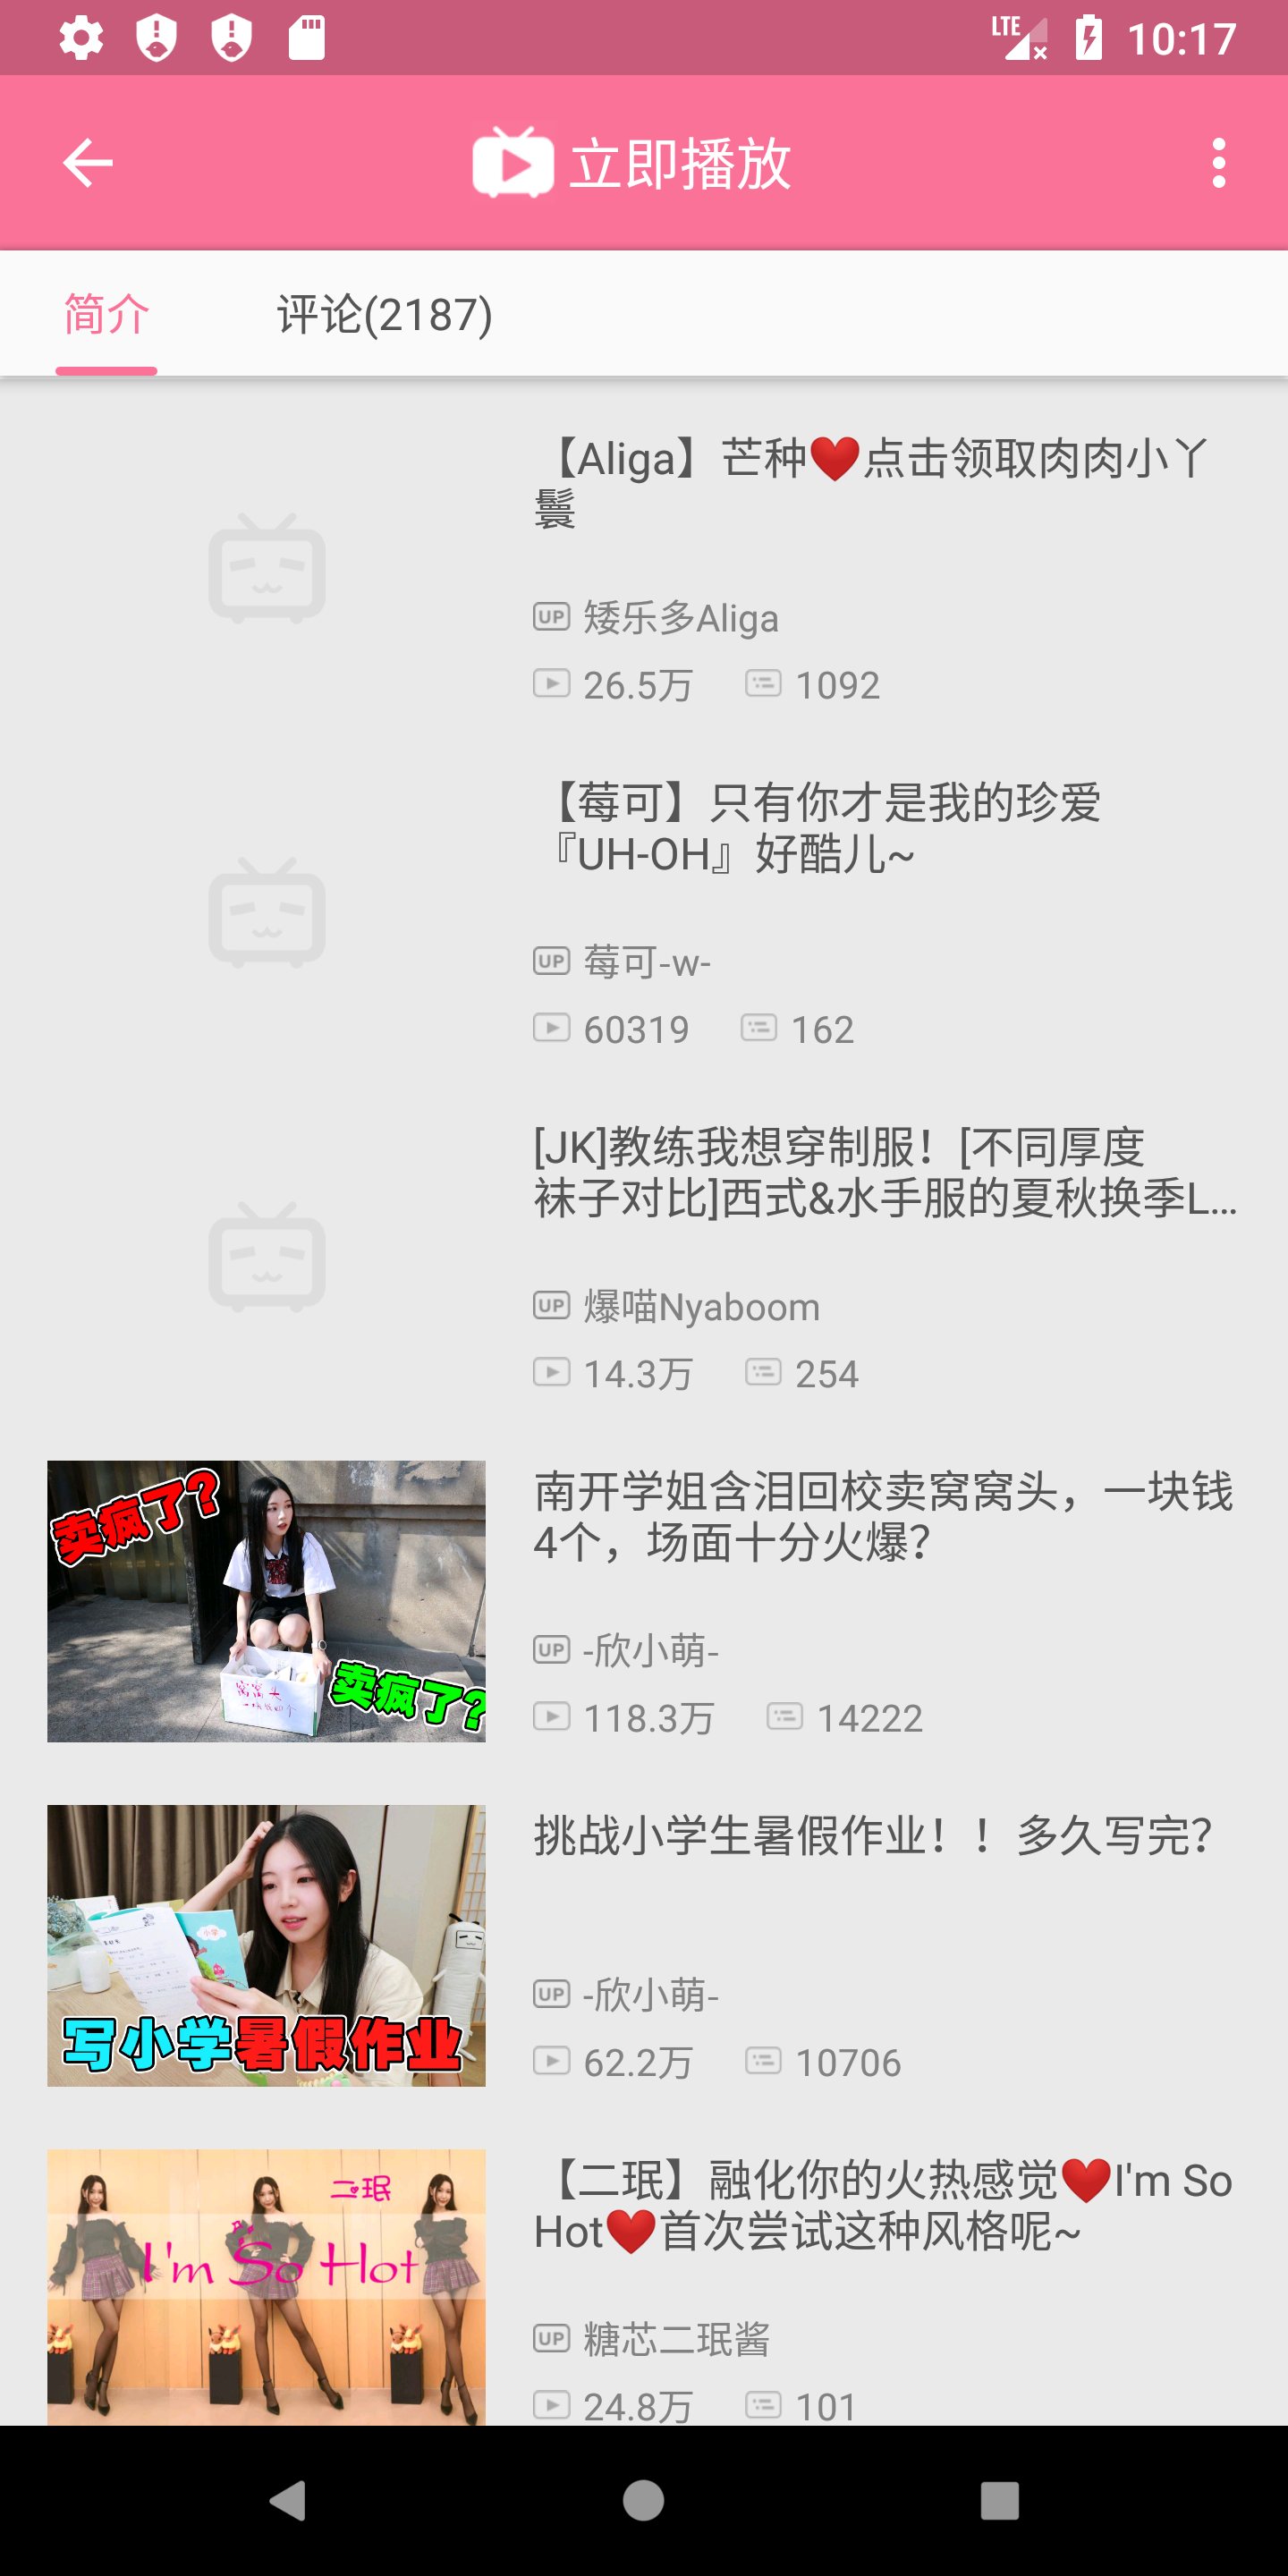 LTE 10:17
立即播放
简介 评论(2187)
【Aliga】芒种❤点击领取肉肉小丫
鬟
UP 矮乐多Aliga
26.5万 1092
【莓可】只有你才是我的珍爱
『UH-OH』好酷儿~
UP 莓可-w-
60319 162
[JK]教练我想穿制服！[不同厚度
袜子对比]西式&水手服的夏秋换季L...
UP 爆喵Nyaboom
14.3万 254
卖疯了？
窝窝头
卖疯了？
南开学姐含泪回校卖窝窝头，一块钱
4个，场面十分火爆？
UP -欣小萌-
118.3万 14222
小学
写小学暑假作业
挑战小学生暑假作业！！多久写完？
UP -欣小萌-
62.2万 10706
二珉
I'm So Hot
【二珉】融化你的火热感觉❤I'm So
Hot❤首次尝试这种风格呢~
UP 糖芯二珉酱
24.8万 101